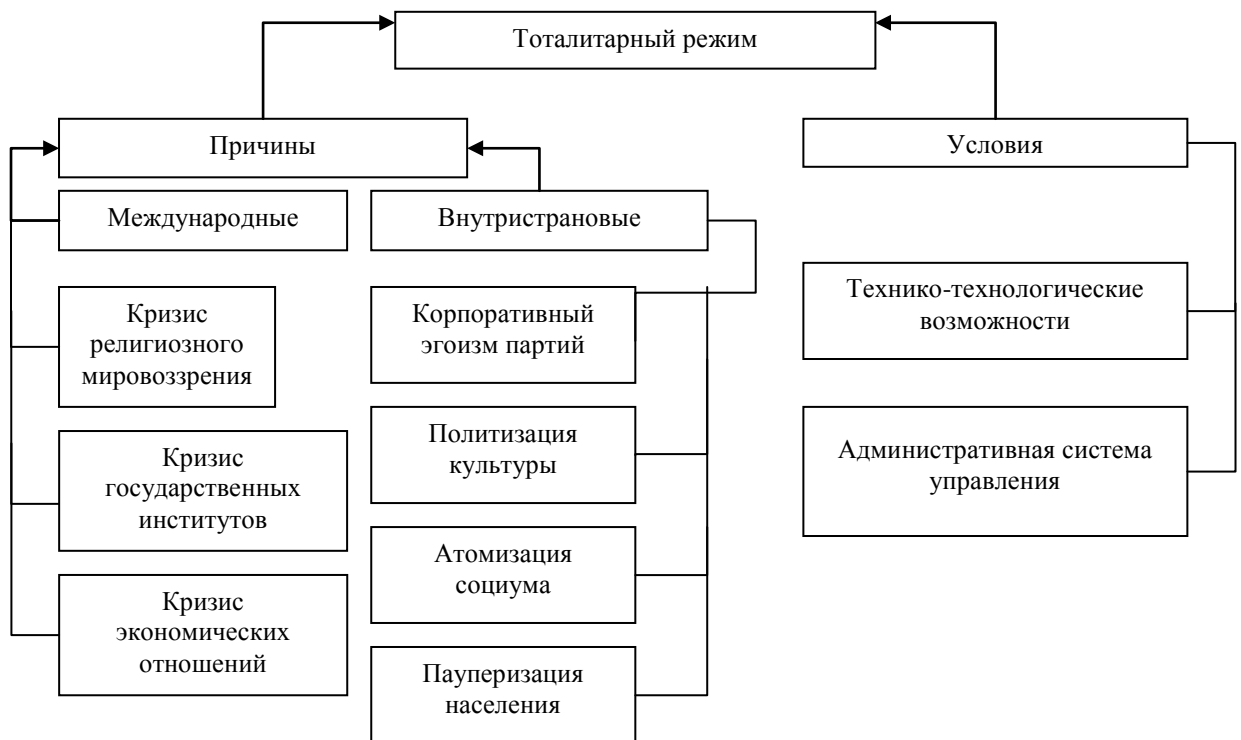 Тоталитарный режим
Причины
Условия
Международные
Внутристрановые
Кризис
религиозного
мировоззрения
Кризис
государственных
институтов
Кризис
экономических
отношений
Корпоративный
эгоизм партий
Политизация
культуры
Атомизация
социума
Пауперизация
населения
Технико-технологические
возможности
Административная система
управления